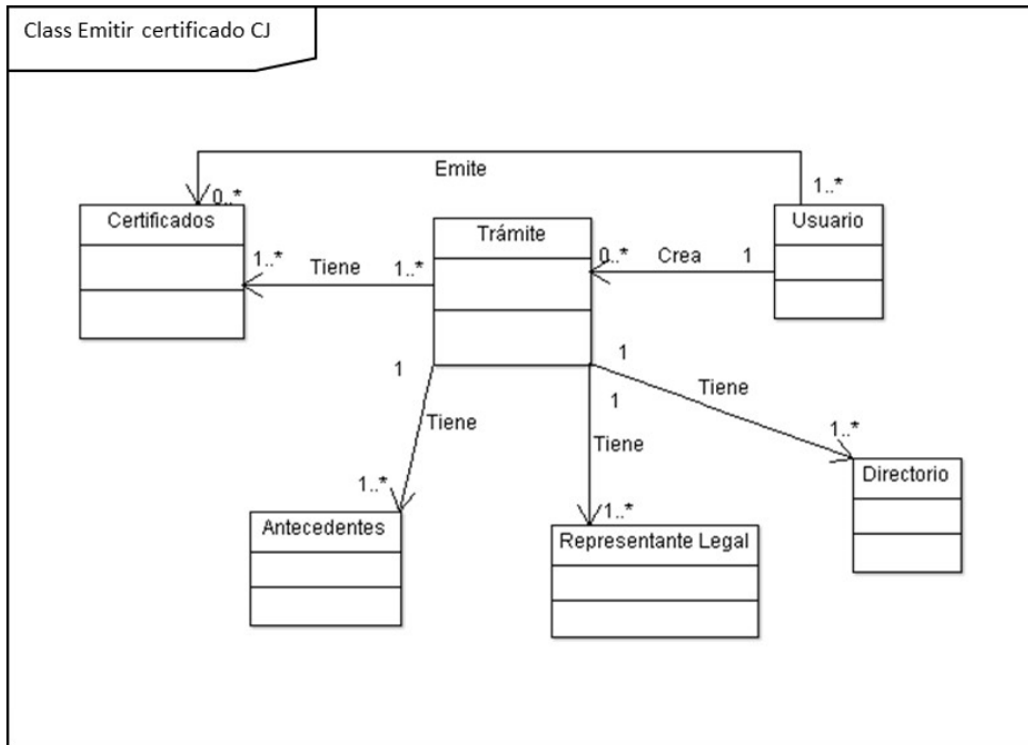 Class Emitir certificado CJ
Emite
0..*
1..*
Certificados
Trámite
Usuario
1..*
Tiene
1..*
0..*
Crea
1
1
Tiene
1..*
1
Tiene
1..*
1
Tiene
1..*
Antecedentes
Representante Legal
Directorio